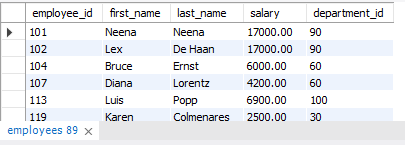 employee_id first_name last_name salary department_id
101 Neena Neena 17000.00 90
102 Lex De Haan 17000.00 90
104 Bruce Ernst 6000.00 60
107 Diana Lorentz 4200.00 60
113 Luis Popp 6900.00 100
119 Karen Colmenares 2500.00 30
employees 89 ×